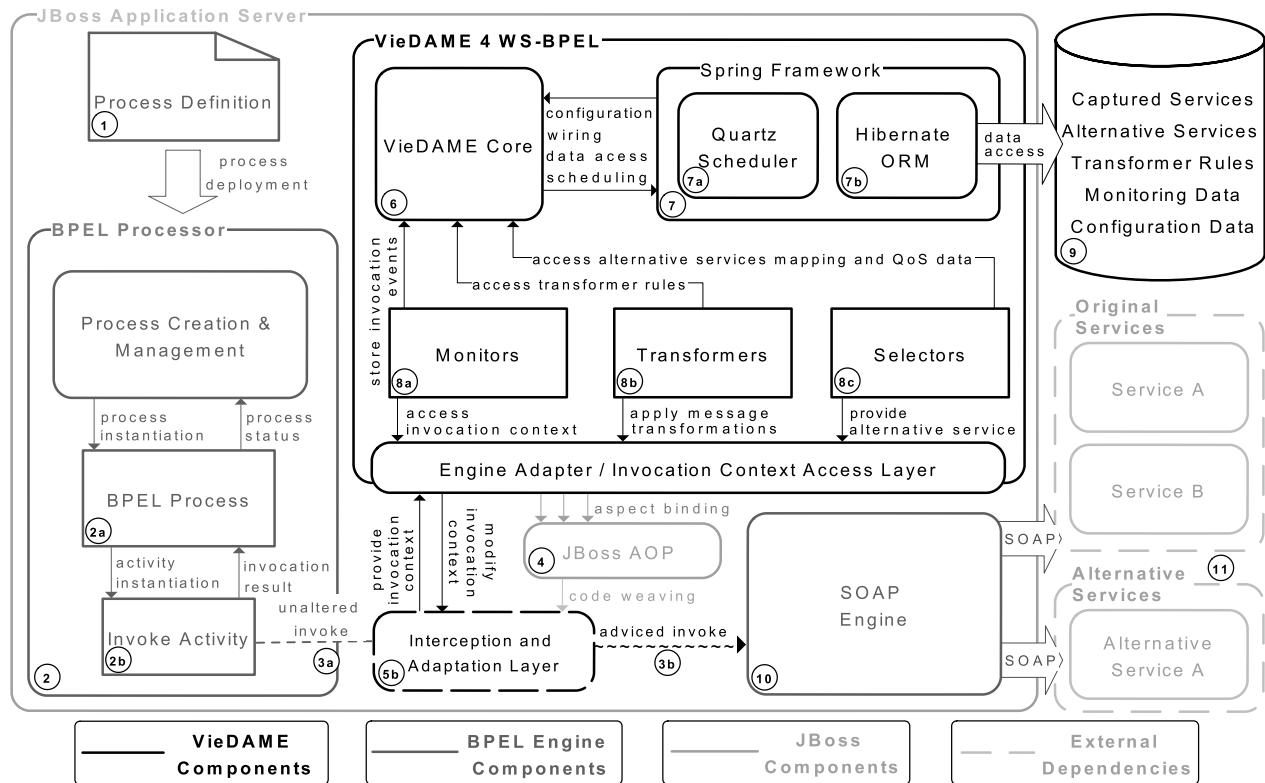 JBoss Application Server
Process Definition
1
process
deployment
BPEL Processor
Process Creation &
Management
process
instantiation
process
status
BPEL Process
2a
activity
instantiation
invocation
result
Invoke Activity
2b
2
unaltered
invoke
3a
VieDAME 4 WS-BPEL
VieDAME Core
6
configuration
wiring
data acess
scheduling
Spring Framework
Quartz
Scheduler
7a
Hibernate
ORM
7b
7
data
access
Captured Services
Alternative Services
Transformer Rules
Monitoring Data
Configuration Data
9
store invocation
events
access alternative services mapping and QoS data
access transformer rules
Monitors
8a
Transformers
8b
Selectors
8c
access
invocation context
apply message
transformations
provide
alternative service
Engine Adapter / Invocation Context Access Layer
provide
invocation
context
modify
invocation
context
aspect binding
JBoss AOP
4
code weaving
Interception and
Adaptation Layer
5b
adviced invoke
3b
SOAP
Engine
10
SOAP
SOAP
Original
Services
Service A
Service B
11
Alternative
Services
Alternative
Service A
VieDAME
Components
BPEL Engine
Components
JBoss
Components
External
Dependencies